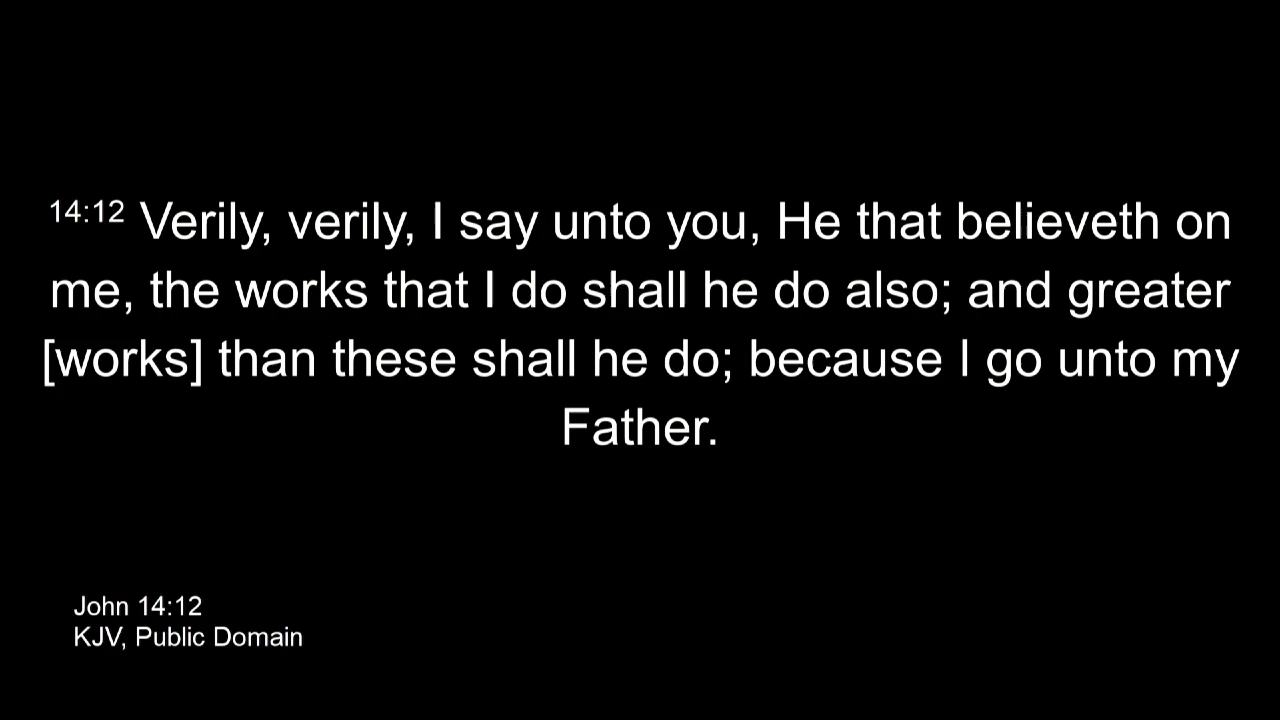 14:12 Verily, verily, I say unto you, He that believeth on
me, the works that I do shall he do also; and greater
[works] than these shall he do; because I go unto my
Father.
John 14:12
KJV, Public Domain